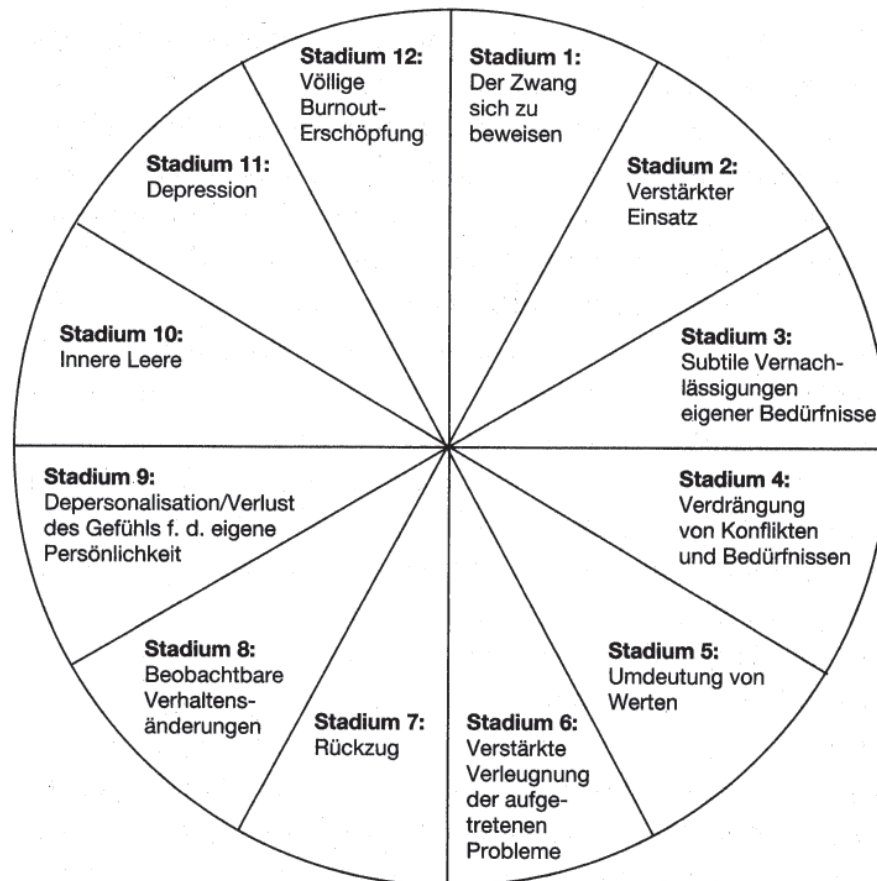 Stadium 1:
Der Zwang
sich zu
beweisen
Stadium 2:
Verstärkter
Einsatz
Stadium 3:
Subtile Vernach-
lässigungen
eigener Bedürfnisse
Stadium 4:
Verdrängung
von Konflikten
und Bedürfnissen
Stadium 5:
Umdeutung von
Werten
Stadium 6:
Verstärkte
Verleugnung
der aufge-
tretenen
Probleme
Stadium 7:
Rückzug
Stadium 8:
Beobachtbare
Verhaltens-
änderungen
Stadium 9:
Depersonalisation/Verlust
des Gefühls f. d. eigene
Persönlichkeit
Stadium 10:
Innere Leere
Stadium 11:
Depression
Stadium 12:
Völlige
Burnout-
Erschöpfung